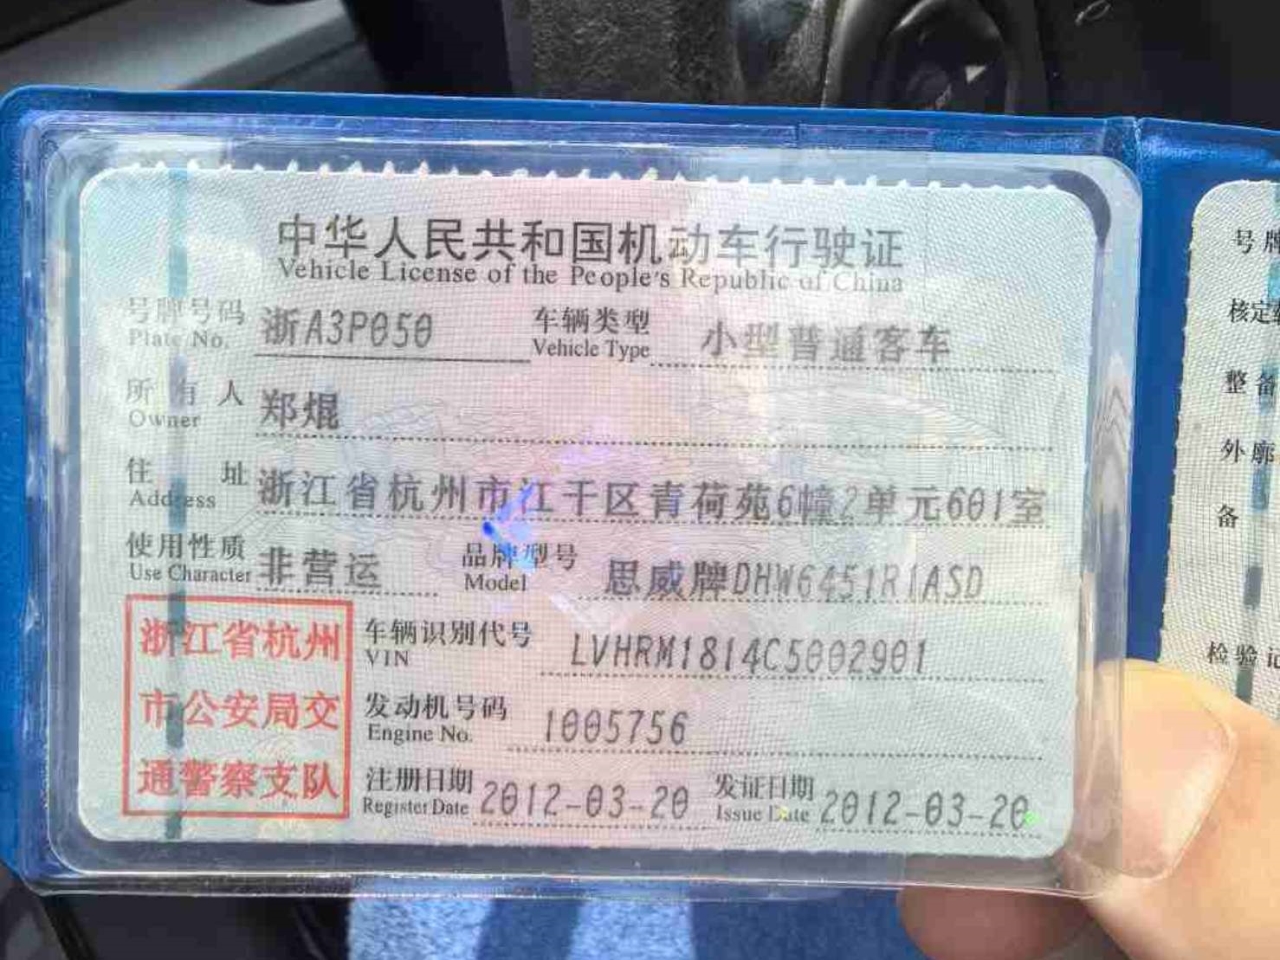 中华人民共和国机动车行驶证
Vehicle License of the People's Republic of China
号牌号码 浙A3P050 车辆类型 小型普通客车
Plate No. Vehicle Type
所有人 郑焜
Owner
住址 浙江省杭州市江干区青荷苑6幢2单元601室
Address
使用性质 非营运 品牌型号 思威牌DHW6451R1ASD
Use Character Model
浙江省杭州
市公安局交
通警察支队
车辆识别代号 LVHRM1814C5002901
VIN
发动机号码 1005756
Engine No.
注册日期 2012-03-20 发证日期 2012-03-20
Register Date Issue Date
号牌
核定
整备
外廓
备
检验记